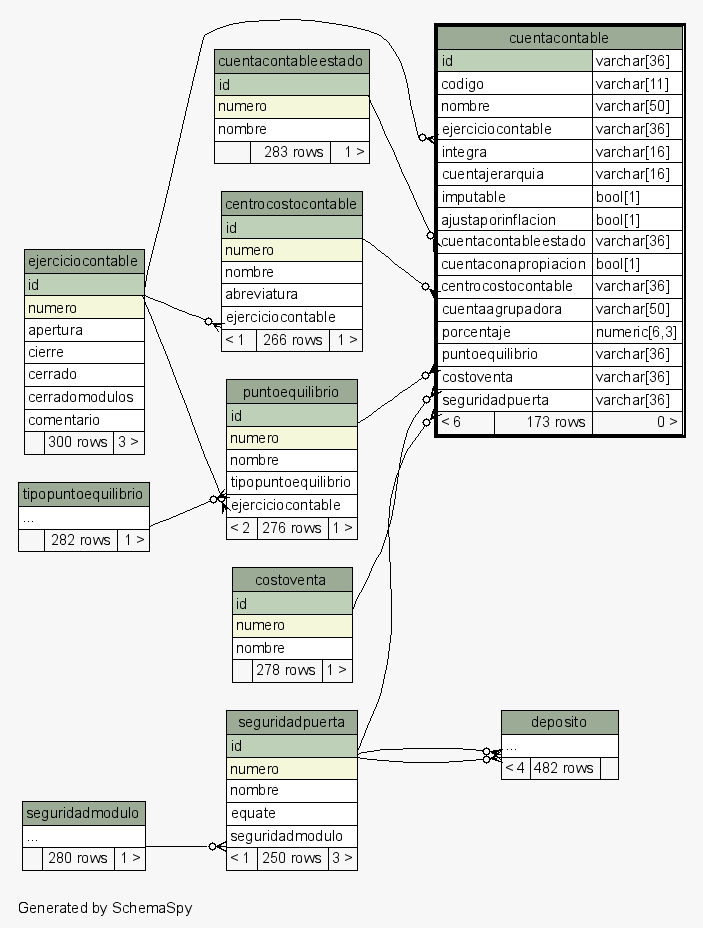 cuentacontable
id varchar[36]
codigo varchar[11]
nombre varchar[50]
ejerciciocontable varchar[36]
integra varchar[16]
cuentajerarquia varchar[16]
imputable bool[1]
ajustaporinflacion bool[1]
cuentacontableestado varchar[36]
cuentaconapropiacion bool[1]
centrocostocontable varchar[36]
cuentaagrupadora varchar[50]
porcentaje numeric[6,3]
puntoequilibrio varchar[36]
costoventa varchar[36]
seguridadpuerta varchar[36]
< 6 173 rows 0 >
cuentacontableestado
id
numero
nombre
283 rows 1 >
centrocostocontable
id
numero
nombre
abreviatura
ejerciciocontable
< 1 266 rows 1 >
ejerciciocontable
id
numero
apertura
cierre
cerrado
cerradomodulos
comentario
300 rows 3 >
puntoequilibrio
id
numero
nombre
tipopuntoequilibrio
ejerciciocontable
< 2 276 rows 1 >
tipopuntoequilibrio
...
282 rows 1 >
costoventa
id
numero
nombre
278 rows 1 >
seguridadpuerta
id
numero
nombre
equate
seguridadmodulo
< 1 250 rows 3 >
deposito
...
< 4 482 rows
seguridadmodulo
...
280 rows 1 >
Generated by SchemaSpy